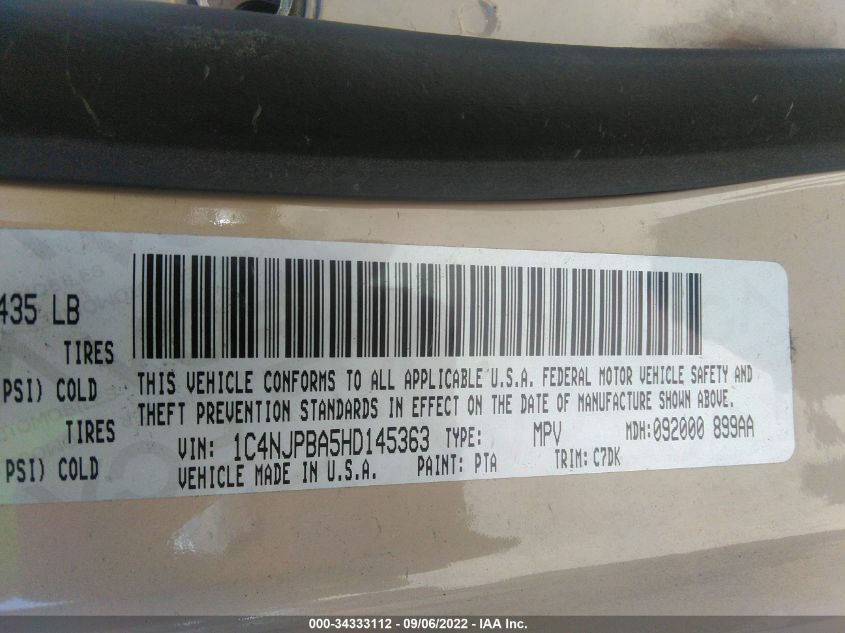 435 LB
TIRES
PSI) COLD
PSI) COLD
THIS VEHICLE CONFORMS TO ALL APPLICABLE U.S.A. FEDERAL MOTOR VEHICLE SAFETY AND
THEFT PREVENTION STANDARDS IN EFFECT ON THE DATE OF MANUFACTURE SHOWN ABOVE.
TIRES
VIN: 1C4NJPBA5HD145363 TYPE: MPV MDH:092000 899AA
VEHICLE MADE IN U.S.A. PAINT: PTA TRIM: C7DK
000-34333112 - 09/06/2022 - IAA Inc.